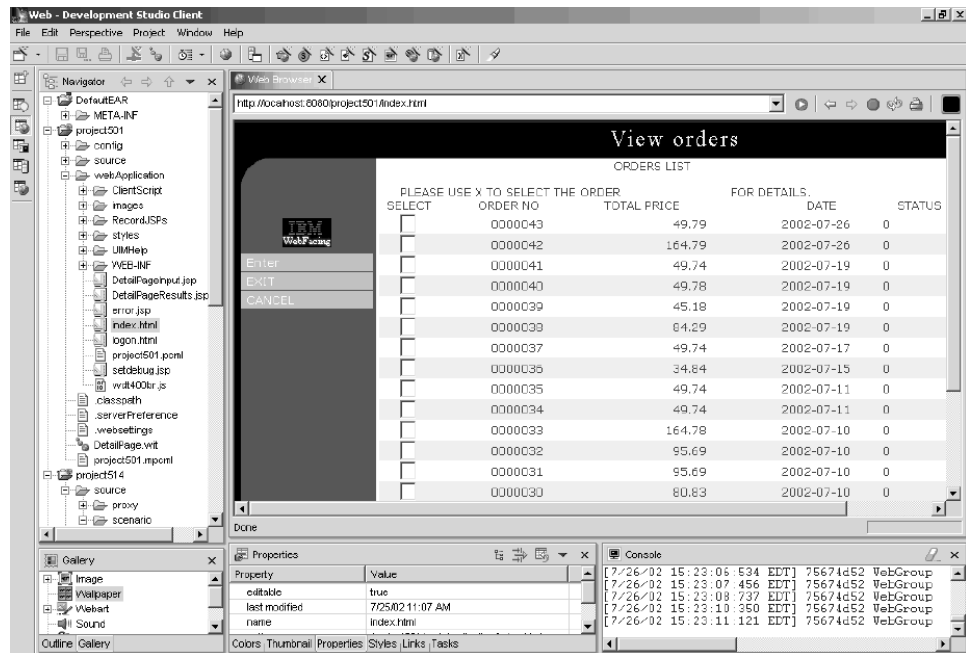 Web - Development Studio Client
File Edit Perspective Project Window Help
Navigator
DefaultEAR
META-INF
project501
config
source
webApplication
ClientScript
images
RecordJSPs
styles
UIMHelp
WEB-INF
DetailPageInput.jsp
DetailPageResults.jsp
error.jsp
index.html
logon.html
project501.pcml
setdebug.jsp
wdt400br.js
.classpath
.serverPreference
.websettings
DetailPage.writ
project501.mpcml
project514
source
proxy
scenario
Web Browser X
http://localhost:8080/project501/index.html
View orders
IBM
WebFacing
Enter
EXIT
CANCEL
ORDERS LIST
PLEASE USE X TO SELECT THE ORDER FOR DETAILS.
SELECT ORDER NO TOTAL PRICE DATE STATUS
0000043 49.79 2002-07-26 0
0000042 164.79 2002-07-26 0
0000041 49.74 2002-07-19 0
0000040 49.78 2002-07-19 0
0000039 45.18 2002-07-19 0
0000038 84.29 2002-07-19 0
0000037 49.74 2002-07-17 0
0000036 34.84 2002-07-15 0
0000035 49.74 2002-07-11 0
0000034 49.74 2002-07-11 0
0000033 164.78 2002-07-10 0
0000032 95.69 2002-07-10 0
0000031 95.69 2002-07-10 0
0000030 80.83 2002-07-10 0
Done
Gallery
Image
Wallpaper
Webart
Sound
Outline Gallery
Properties
Property Value
editable true
last modified 7/25/02 11:07 AM
name index.html
Colors Thumbnail Properties Styles Links Tasks
Console
[7/26/02 15:23:06:534 EDT] 75674d52 WebGroup
[7/26/02 15:23:07:456 EDT] 75674d52 WebGroup
[7/26/02 15:23:08:737 EDT] 75674d52 WebGroup
[7/26/02 15:23:10:350 EDT] 75674d52 WebGroup
[7/26/02 15:23:11:121 EDT] 75674d52 WebGroup